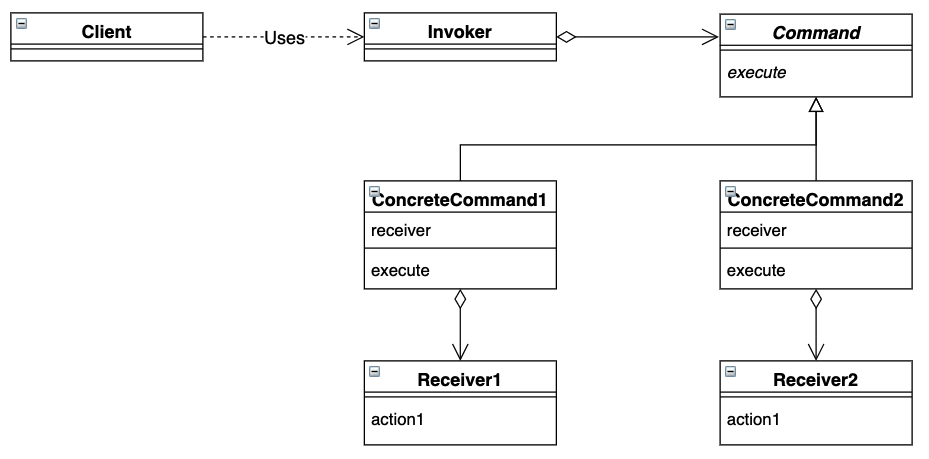 Client
Uses
Invoker
Command
execute
ConcreteCommand1
receiver
execute
ConcreteCommand2
receiver
execute
Receiver1
action1
Receiver2
action1